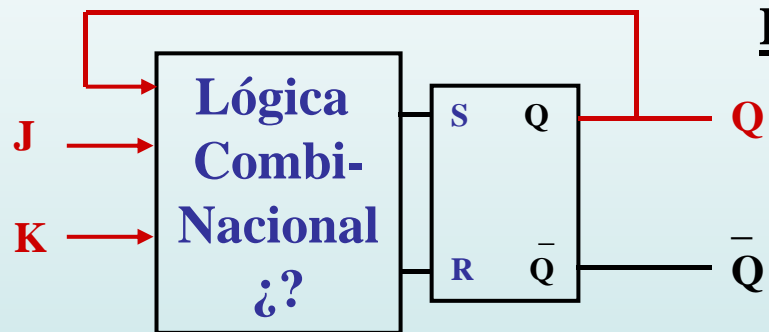 J
K
Lógica
Combi-
Nacional
¿?
S Q
R Q̅
Q
Q̅